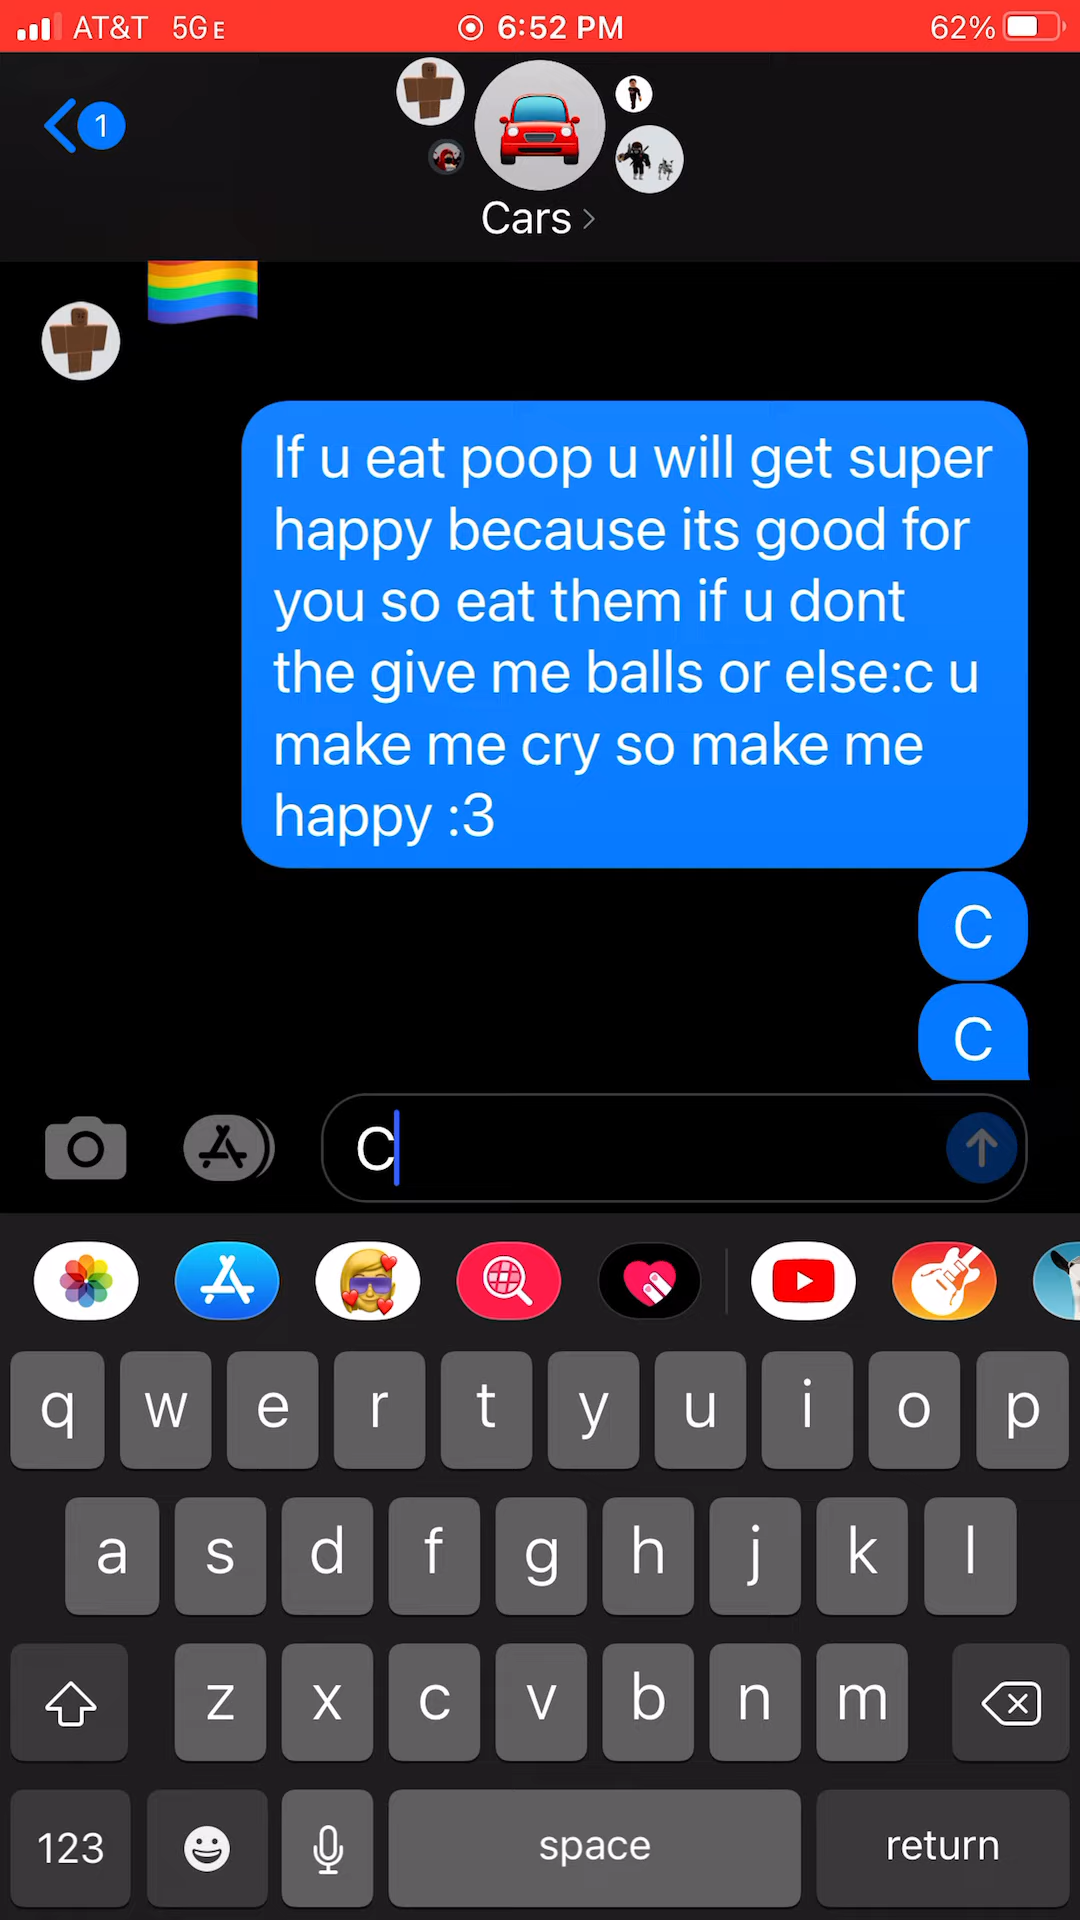 AT&T 5GE 6:52 PM 62%
1
Cars
If u eat poop u will get super
happy because its good for
you so eat them if u dont
the give me balls or else:c u
make me cry so make me
happy :3
C
C
C
q w e r t y u i o p
a s d f g h j k l
z x c v b n m
123 space return